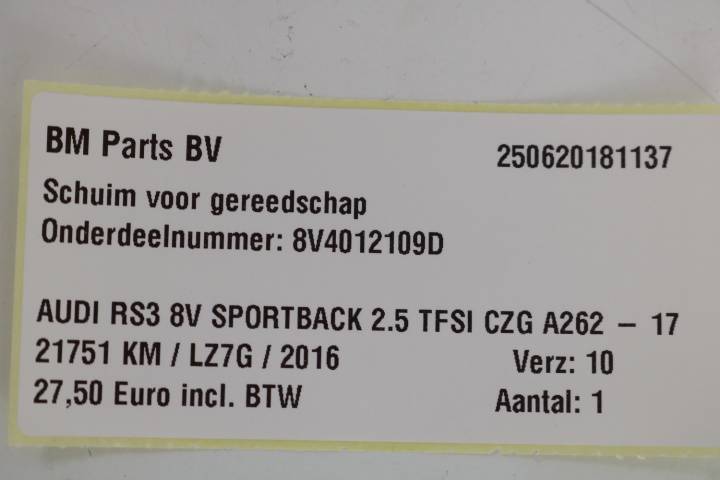 BM Parts BV 250620181137
Schuim voor gereedschap
Onderdeelnummer: 8V4012109D
AUDI RS3 8V SPORTBACK 2.5 TFSI CZG A262 – 17
21751 KM / LZ7G / 2016 Verz: 10
27,50 Euro incl. BTW Aantal: 1